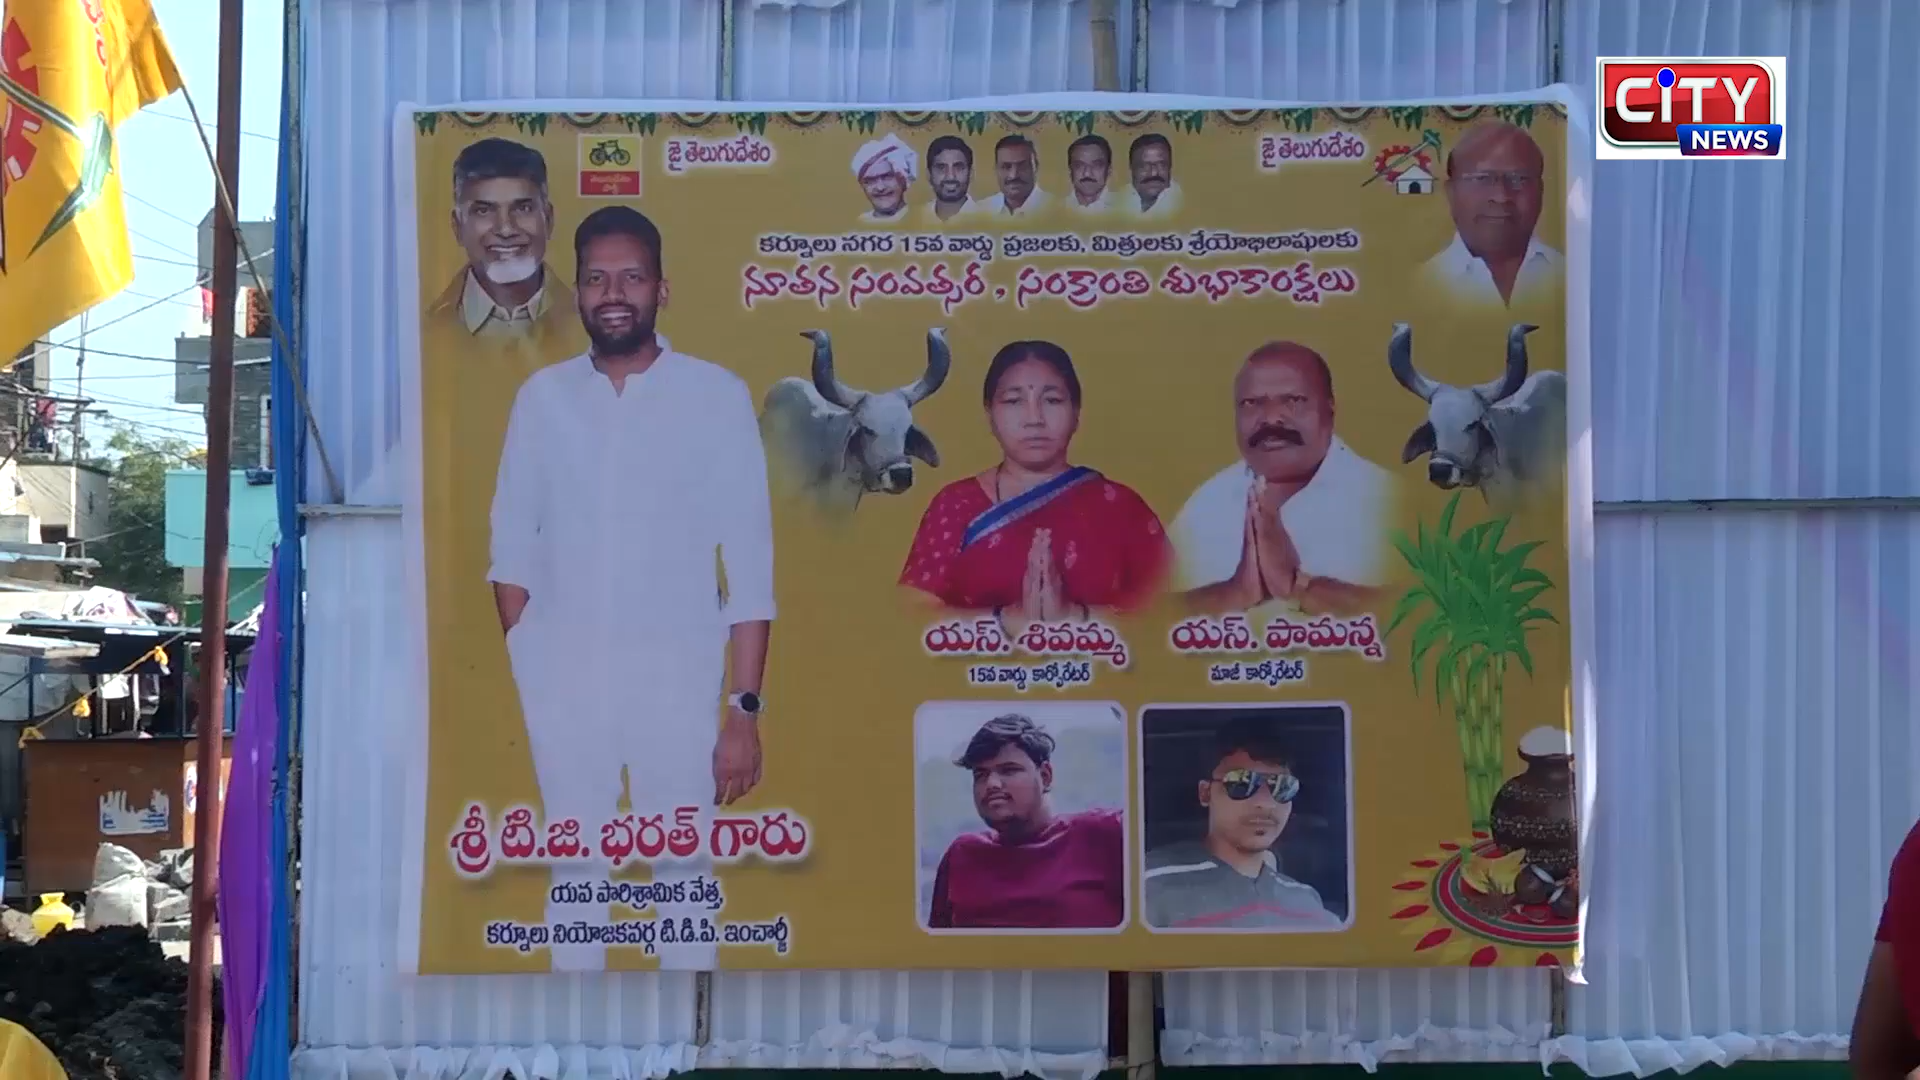 CITY
NEWS
జై తెలుగుదేశం
జై తెలుగుదేశం
తెలుగుదేశం
పార్టీ
కర్నూలు నగర 15వ వార్డు ప్రజలకు, మిత్రులకు శ్రేయోభిలాషులకు
నూతన సంవత్సర, సంక్రాంతి శుభాకాంక్షలు
యస్. శివమ్మ
15వ వార్డు కార్పోరేటర్
యస్. పామన్న
మాజీ కార్పోరేటర్
శ్రీ టి.జి. భరత్ గారు
యవ పారిశ్రామిక వేత్త,
కర్నూలు నియోజకవర్గ టి.డి.పి. ఇంచార్జీ